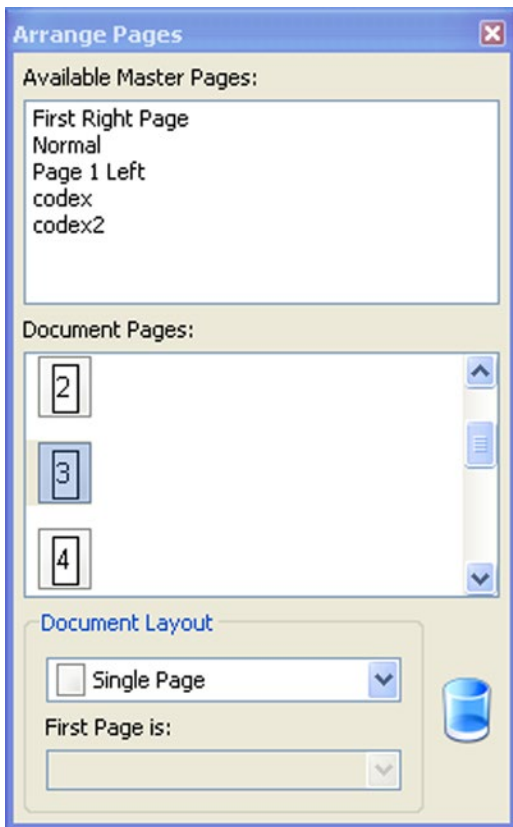 Arrange Pages
Available Master Pages:
First Right Page
Normal
Page 1 Left
codex
codex2
Document Pages:
2
3
4
Document Layout
Single Page
First Page is: